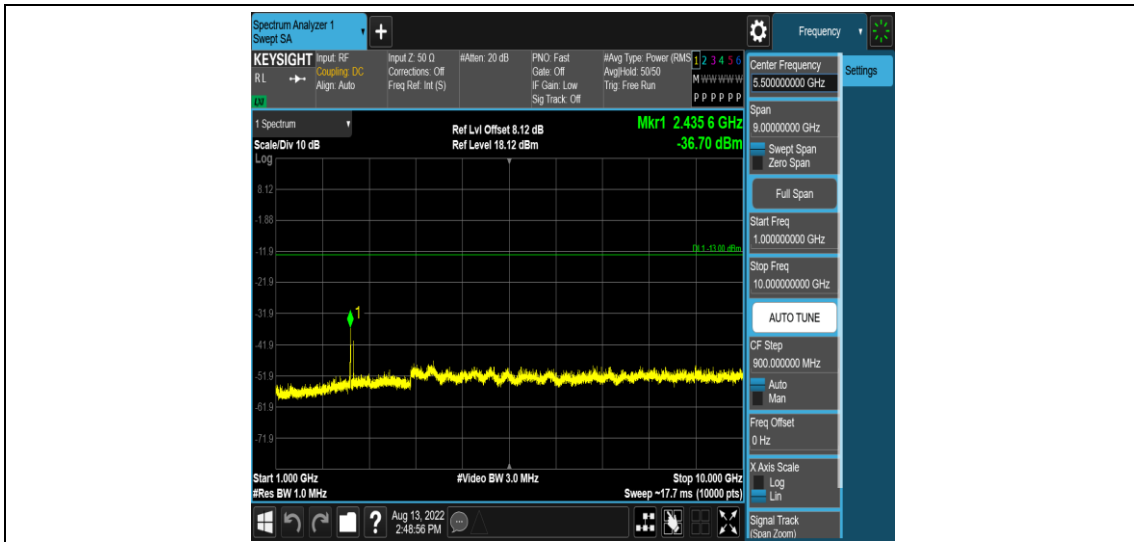 Spectrum Analyzer 1
Swept SA
+
Frequency
KEYSIGHT
RL
LM
Input: RF
Coupling: DC
Align: Auto
Input Z: 50 Ω
Corrections: Off
Freq Ref: Int (S)
#Atten: 20 dB
PNO: Fast
Gate: Off
IF Gain: Low
Sig Track: Off
#Avg Type: Power (RMS
Avg|Hold: 50/50
Trig: Free Run
1 2 3 4 5 6
M W W W W W
P P P P P P
Center Frequency
5.500000000 GHz
Settings
1 Spectrum
Scale/Div 10 dB
Ref Lvl Offset 8.12 dB
Ref Level 18.12 dBm
Mkr1 2.435 6 GHz
-36.70 dBm
Log
8.12
-1.88
-11.9
DL1 -13.00 dBm
-21.9
-31.9
1
-41.9
-51.9
-61.9
-71.9
Start 1.000 GHz
#Res BW 1.0 MHz
#Video BW 3.0 MHz
Stop 10.000 GHz
Sweep ~17.7 ms (10000 pts)
Span
9.00000000 GHz
Swept Span
Zero Span
Full Span
Start Freq
1.000000000 GHz
Stop Freq
10.000000000 GHz
AUTO TUNE
CF Step
900.000000 MHz
Auto
Man
Freq Offset
0 Hz
X Axis Scale
Log
Lin
Signal Track
(Span Zoom)
?
Aug 13, 2022
2:48:56 PM